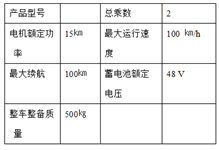 产品型号 总乘数 2
电机额定功 15km 最大运行速 100 km/h
率 度
最大续航 100km 蓄电池额定 48 V
电压
整车整备质 500kg
量